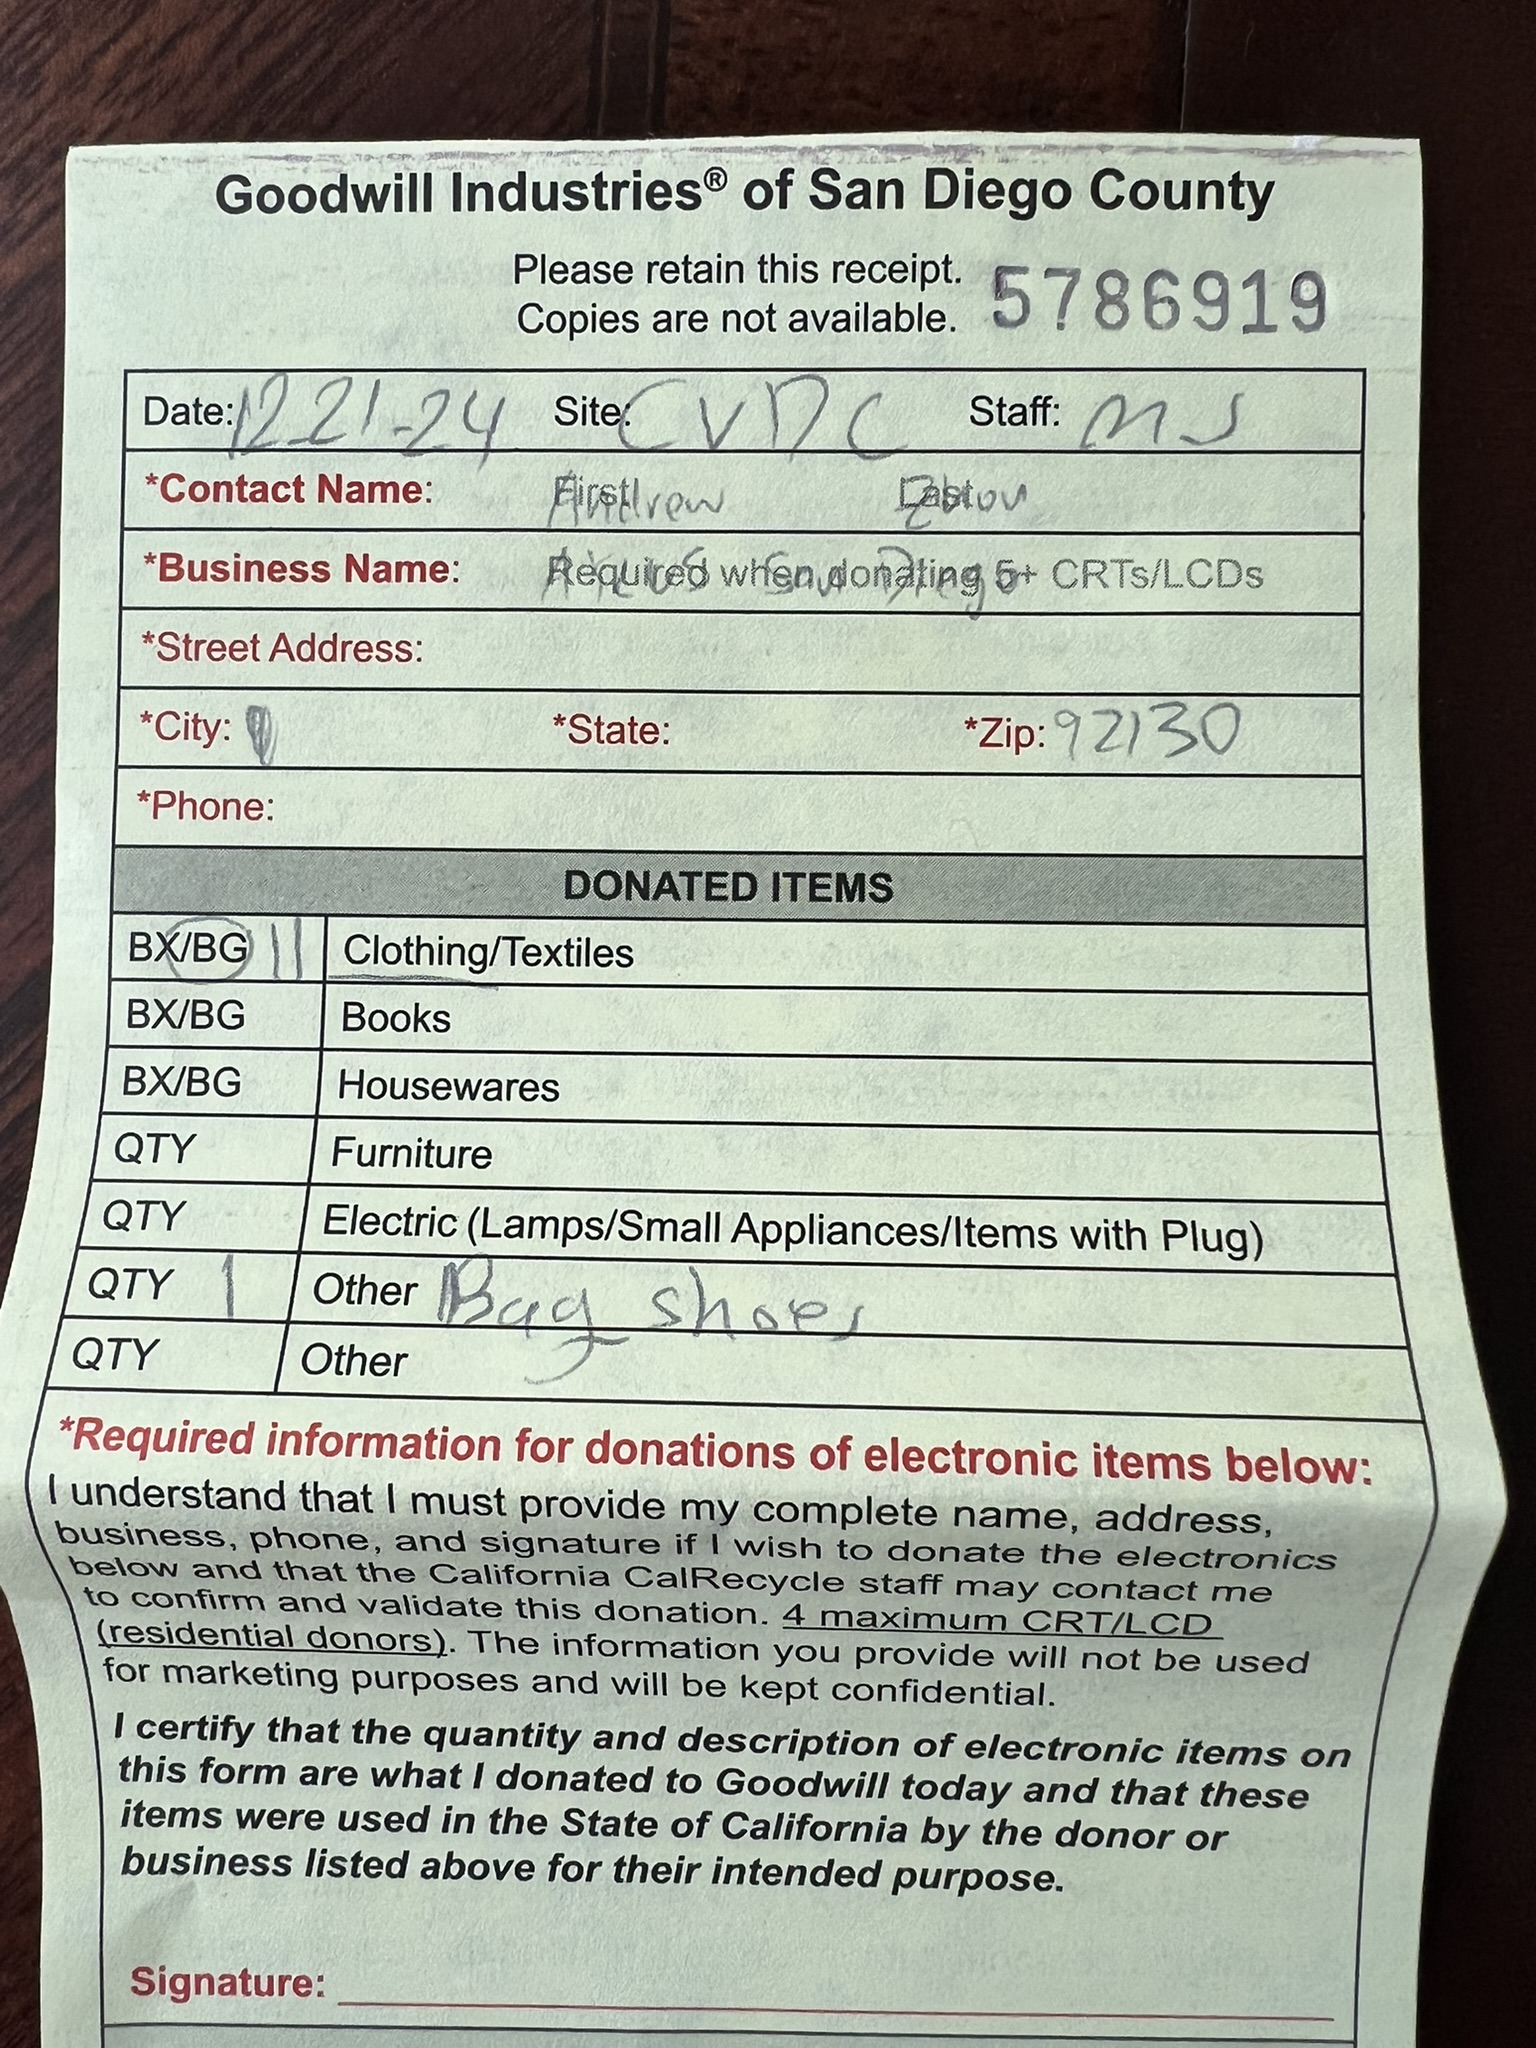 Goodwill Industries® of San Diego County
Please retain this receipt.
Copies are not available. 5786919
Date: 12-21-24 Site: CVDC Staff: MJ
*Contact Name: First Andrew Last
*Business Name: Required when donating 5+ CRTs/LCDs San Diego
*Street Address:
*City: *State: *Zip: 92130
*Phone:
DONATED ITEMS
BX/BG || Clothing/Textiles
BX/BG Books
BX/BG Housewares
QTY Furniture
QTY Electric (Lamps/Small Appliances/Items with Plug)
QTY 1 Other Bag shoes
QTY Other
*Required information for donations of electronic items below:
I understand that I must provide my complete name, address,
business, phone, and signature if I wish to donate the electronics
below and that the California CalRecycle staff may contact me
to confirm and validate this donation. 4 maximum CRT/LCD
(residential donors). The information you provide will not be used
for marketing purposes and will be kept confidential.
I certify that the quantity and description of electronic items on
this form are what I donated to Goodwill today and that these
items were used in the State of California by the donor or
business listed above for their intended purpose.
Signature: